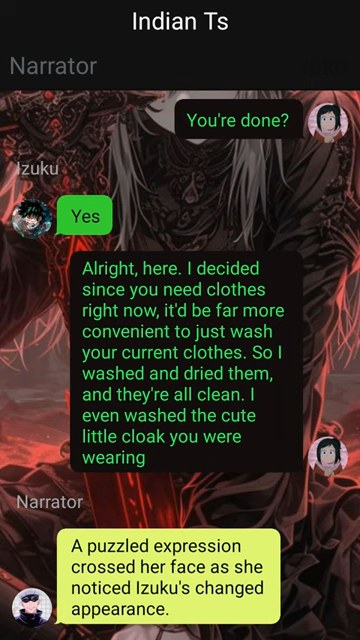 Indian Ts
Narrator
You're done?
Izuku
Yes
Alright, here. I decided
since you need clothes
right now, it'd be far more
convenient to just wash
your current clothes. So I
washed and dried them,
and they're all clean. I
even washed the cute
little cloak you were
wearing
Narrator
A puzzled expression
crossed her face as she
noticed Izuku's changed
appearance.